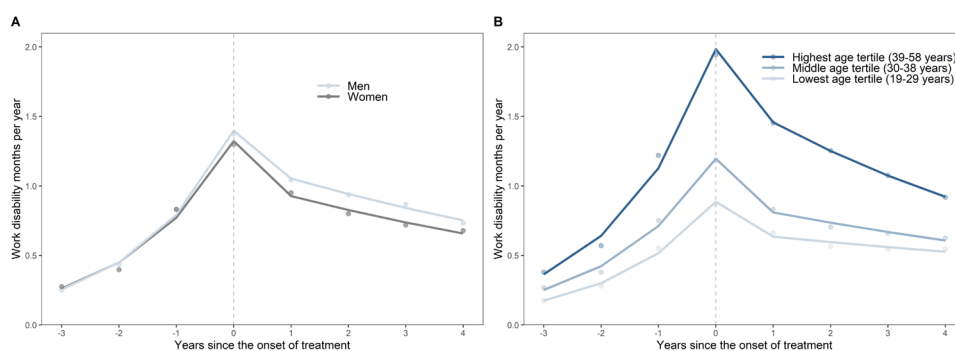 A
Work disability months per year
2.0
1.5
1.0
0.5
0.0
Men
Women
-3 -2 -1 0 1 2 3 4
Years since the onset of treatment
B
Work disability months per year
2.0
1.5
1.0
0.5
0.0
Highest age tertile (39-58 years)
Middle age tertile (30-38 years)
Lowest age tertile (19-29 years)
-3 -2 -1 0 1 2 3 4
Years since the onset of treatment